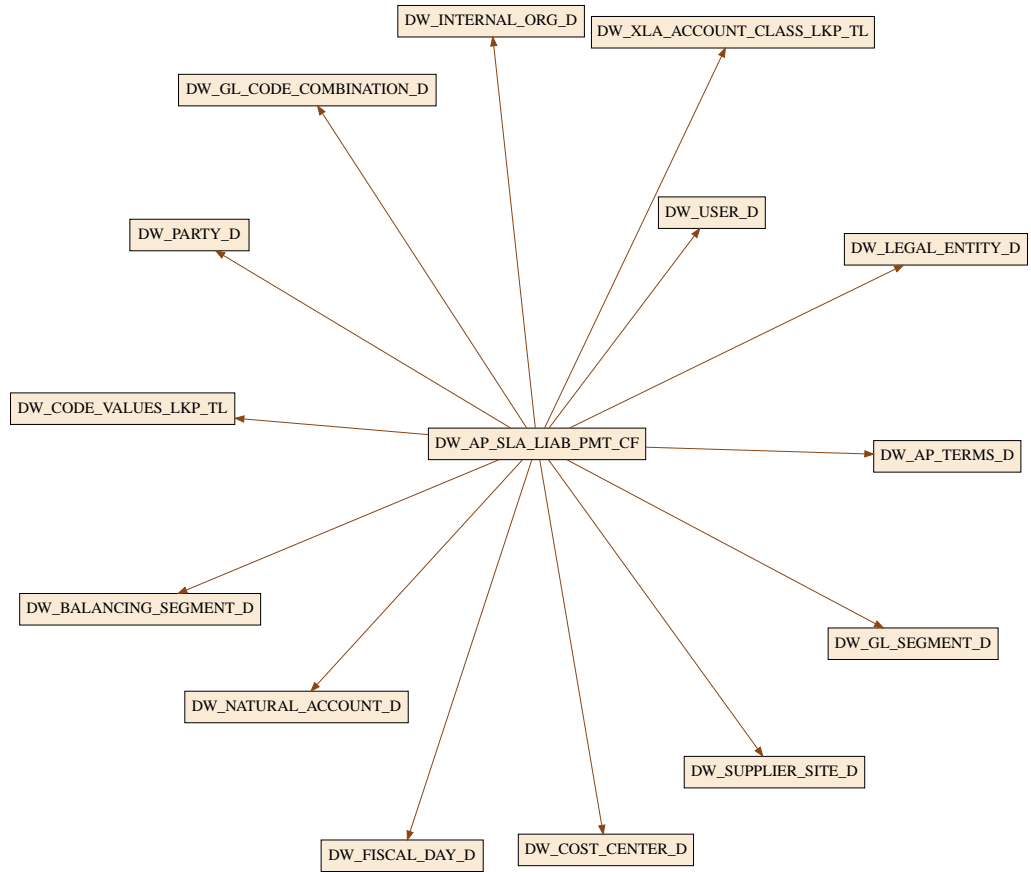 DW_INTERNAL_ORG_D
DW_XLA_ACCOUNT_CLASS_LKP_TL
DW_GL_CODE_COMBINATION_D
DW_USER_D
DW_PARTY_D
DW_LEGAL_ENTITY_D
DW_CODE_VALUES_LKP_TL
DW_AP_SLA_LIAB_PMT_CF
DW_AP_TERMS_D
DW_BALANCING_SEGMENT_D
DW_GL_SEGMENT_D
DW_NATURAL_ACCOUNT_D
DW_SUPPLIER_SITE_D
DW_COST_CENTER_D
DW_FISCAL_DAY_D